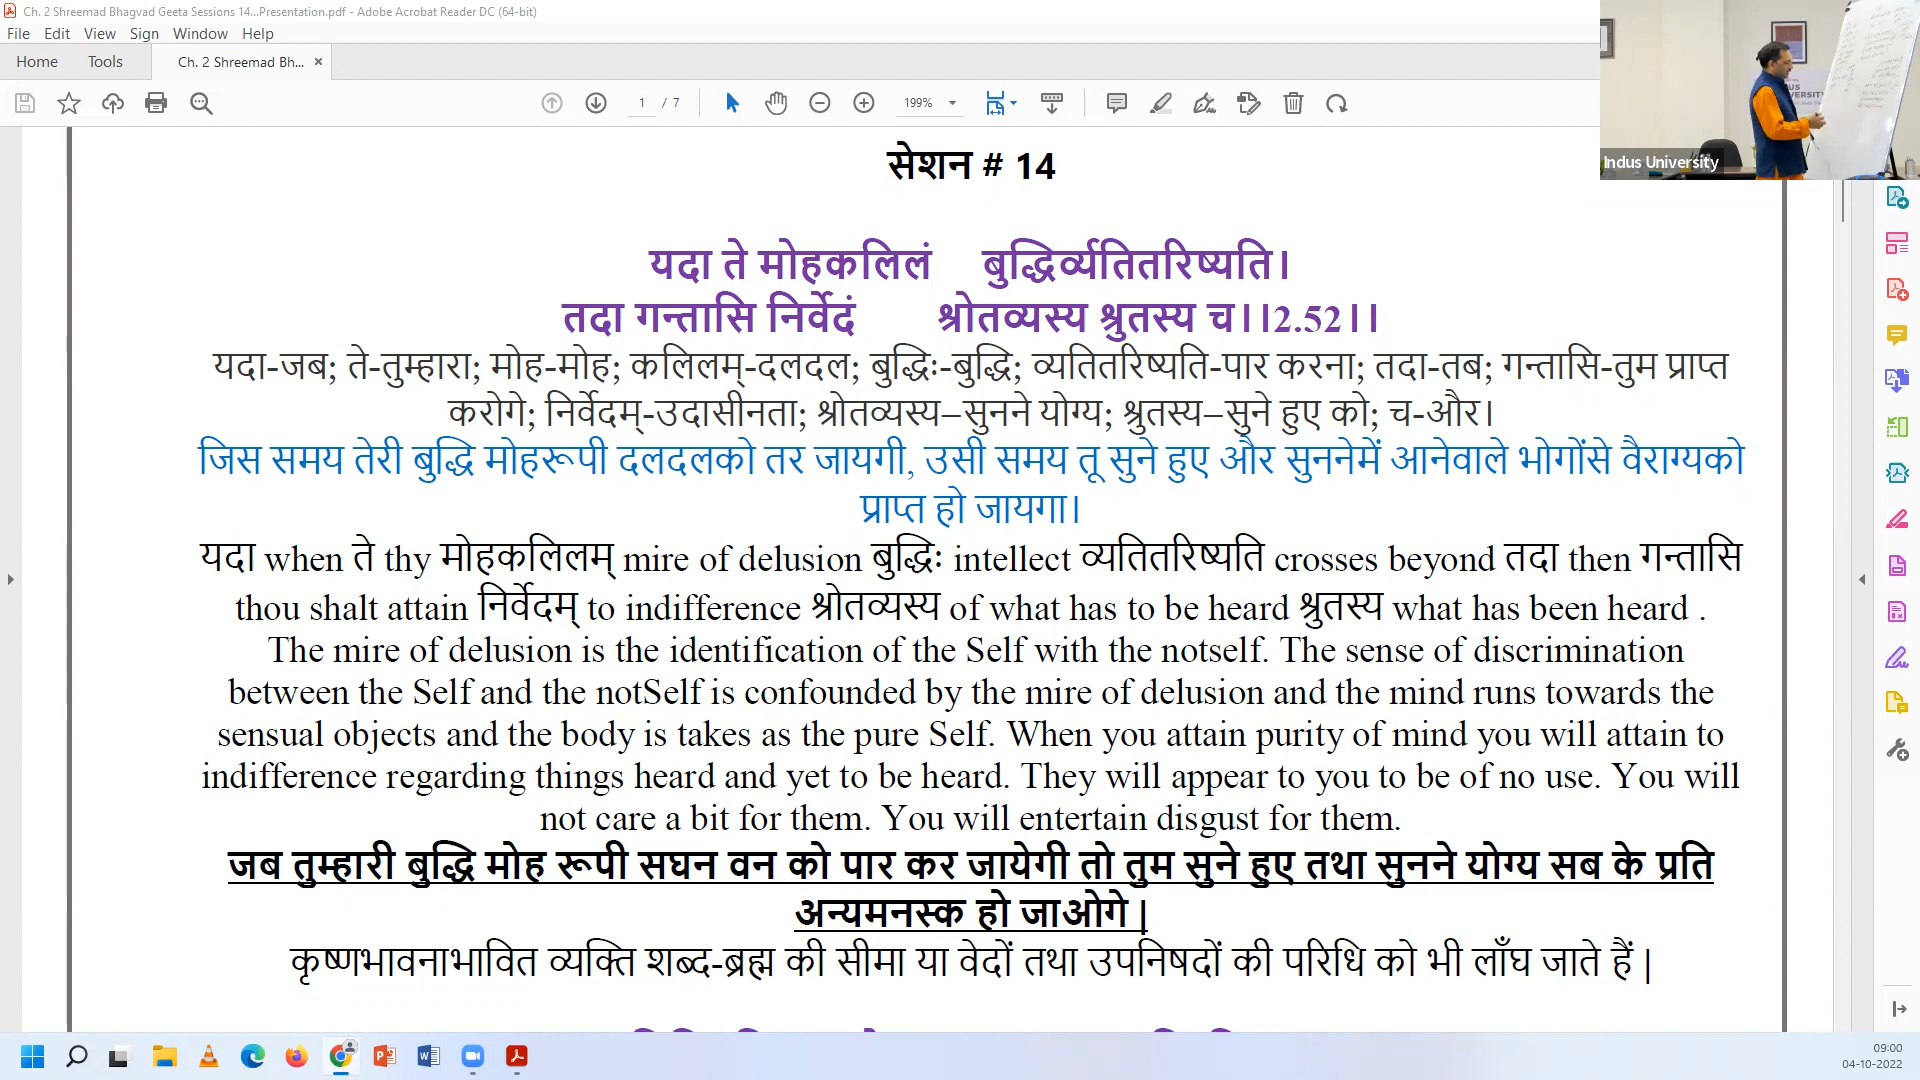 Ch. 2 Shreemad Bhagvad Geeta Sessions 14...Presentation.pdf - Adobe Acrobat Reader DC (64-bit)
File Edit View Sign Window Help
Home Tools Ch. 2 Shreemad Bh... ×
1 / 7 199%
Indus University
सेशन # 14
यदा ते मोहकलिलं बुद्धिर्व्यतितरिष्यति।
तदा गन्तासि निर्वेदं श्रोतव्यस्य श्रुतस्य च।।2.52।।
यदा-जब; ते-तुम्हारा; मोह-मोह; कलिलम्-दलदल; बुद्धिः-बुद्धि; व्यतितरिष्यति-पार करना; तदा-तब; गन्तासि-तुम प्राप्त
करोगे; निर्वेदम्-उदासीनता; श्रोतव्यस्य–सुनने योग्य; श्रुतस्य–सुने हुए को; च-और।
जिस समय तेरी बुद्धि मोहरूपी दलदलको तर जायगी, उसी समय तू सुने हुए और सुननेमें आनेवाले भोगोंसे वैराग्यको
प्राप्त हो जायगा।
यदा when ते thy मोहकलिलम् mire of delusion बुद्धिः intellect व्यतितरिष्यति crosses beyond तदा then गन्तासि
thou shalt attain निर्वेदम् to indifference श्रोतव्यस्य of what has to be heard श्रुतस्य what has been heard .
The mire of delusion is the identification of the Self with the notself. The sense of discrimination
between the Self and the notSelf is confounded by the mire of delusion and the mind runs towards the
sensual objects and the body is takes as the pure Self. When you attain purity of mind you will attain to
indifference regarding things heard and yet to be heard. They will appear to you to be of no use. You will
not care a bit for them. You will entertain disgust for them.
जब तुम्हारी बुद्धि मोह रूपी सघन वन को पार कर जायेगी तो तुम सुने हुए तथा सुनने योग्य सब के प्रति
अन्यमनस्क हो जाओगे |
कृष्णभावनाभावित व्यक्ति शब्द-ब्रह्म की सीमा या वेदों तथा उपनिषदों की परिधि को भी लाँघ जाते हैं |
09:00
04-10-2022